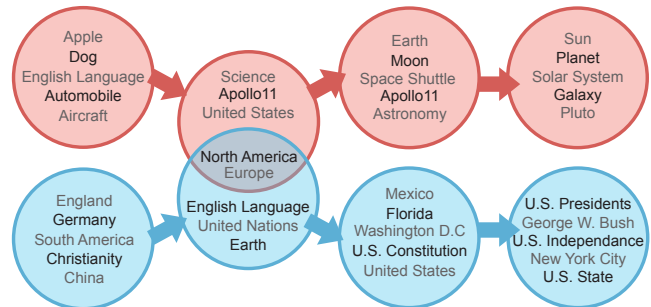 Apple
Dog
English Language
Automobile
Aircraft
Science
Apollo11
United States
North America
Europe
Earth
Moon
Space Shuttle
Apollo11
Astronomy
Sun
Planet
Solar System
Galaxy
Pluto
England
Germany
South America
Christianity
China
English Language
United Nations
Earth
Mexico
Florida
Washington D.C
U.S. Constitution
United States
U.S. Presidents
George W. Bush
U.S. Independance
New York City
U.S. State